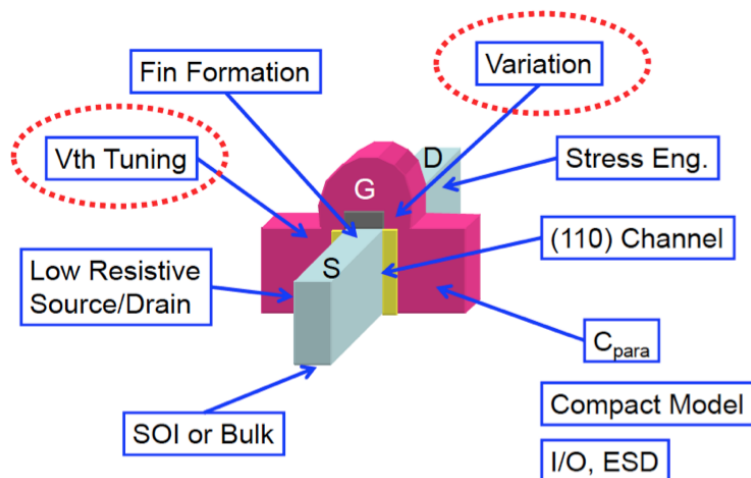 Fin Formation
Variation
Vth Tuning
D
Stress Eng.
G
(110) Channel
S
Low Resistive
Source/Drain
Cpara
SOI or Bulk
Compact Model
I/O, ESD